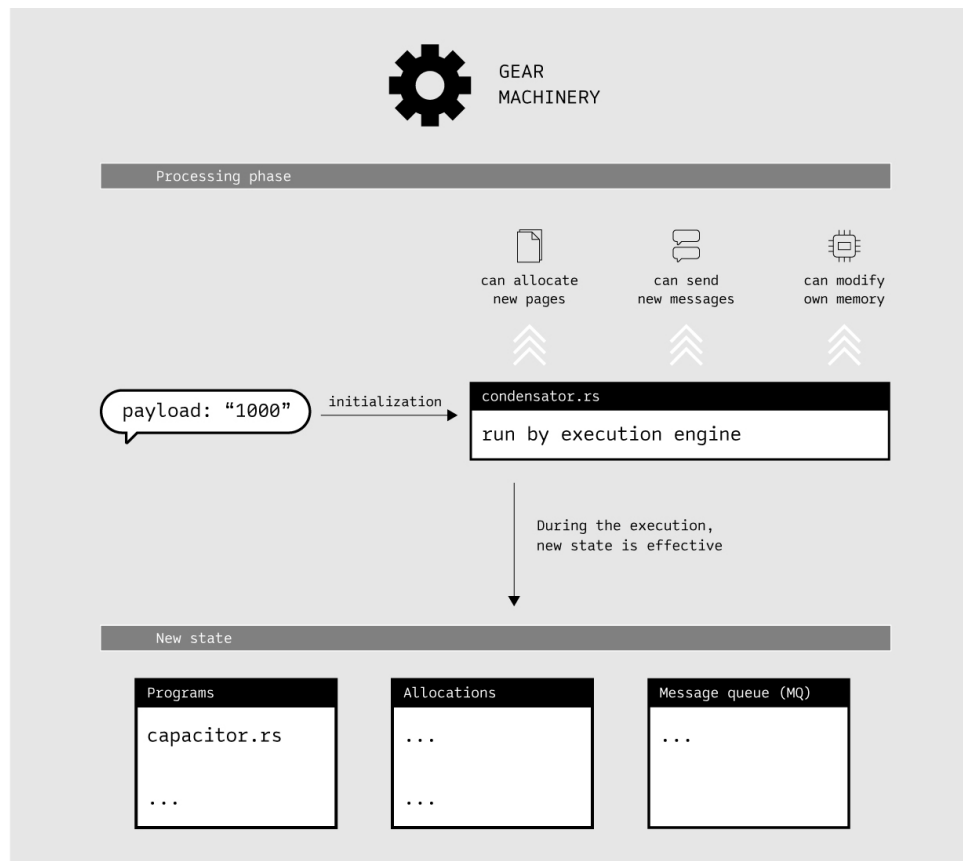 GEAR
MACHINERY
Processing phase
can allocate
new pages
can send
new messages
can modify
own memory
payload: “1000”
initialization
condensator.rs
run by execution engine
During the execution,
new state is effective
New state
Programs
capacitor.rs
...
Allocations
...
...
Message queue (MQ)
...